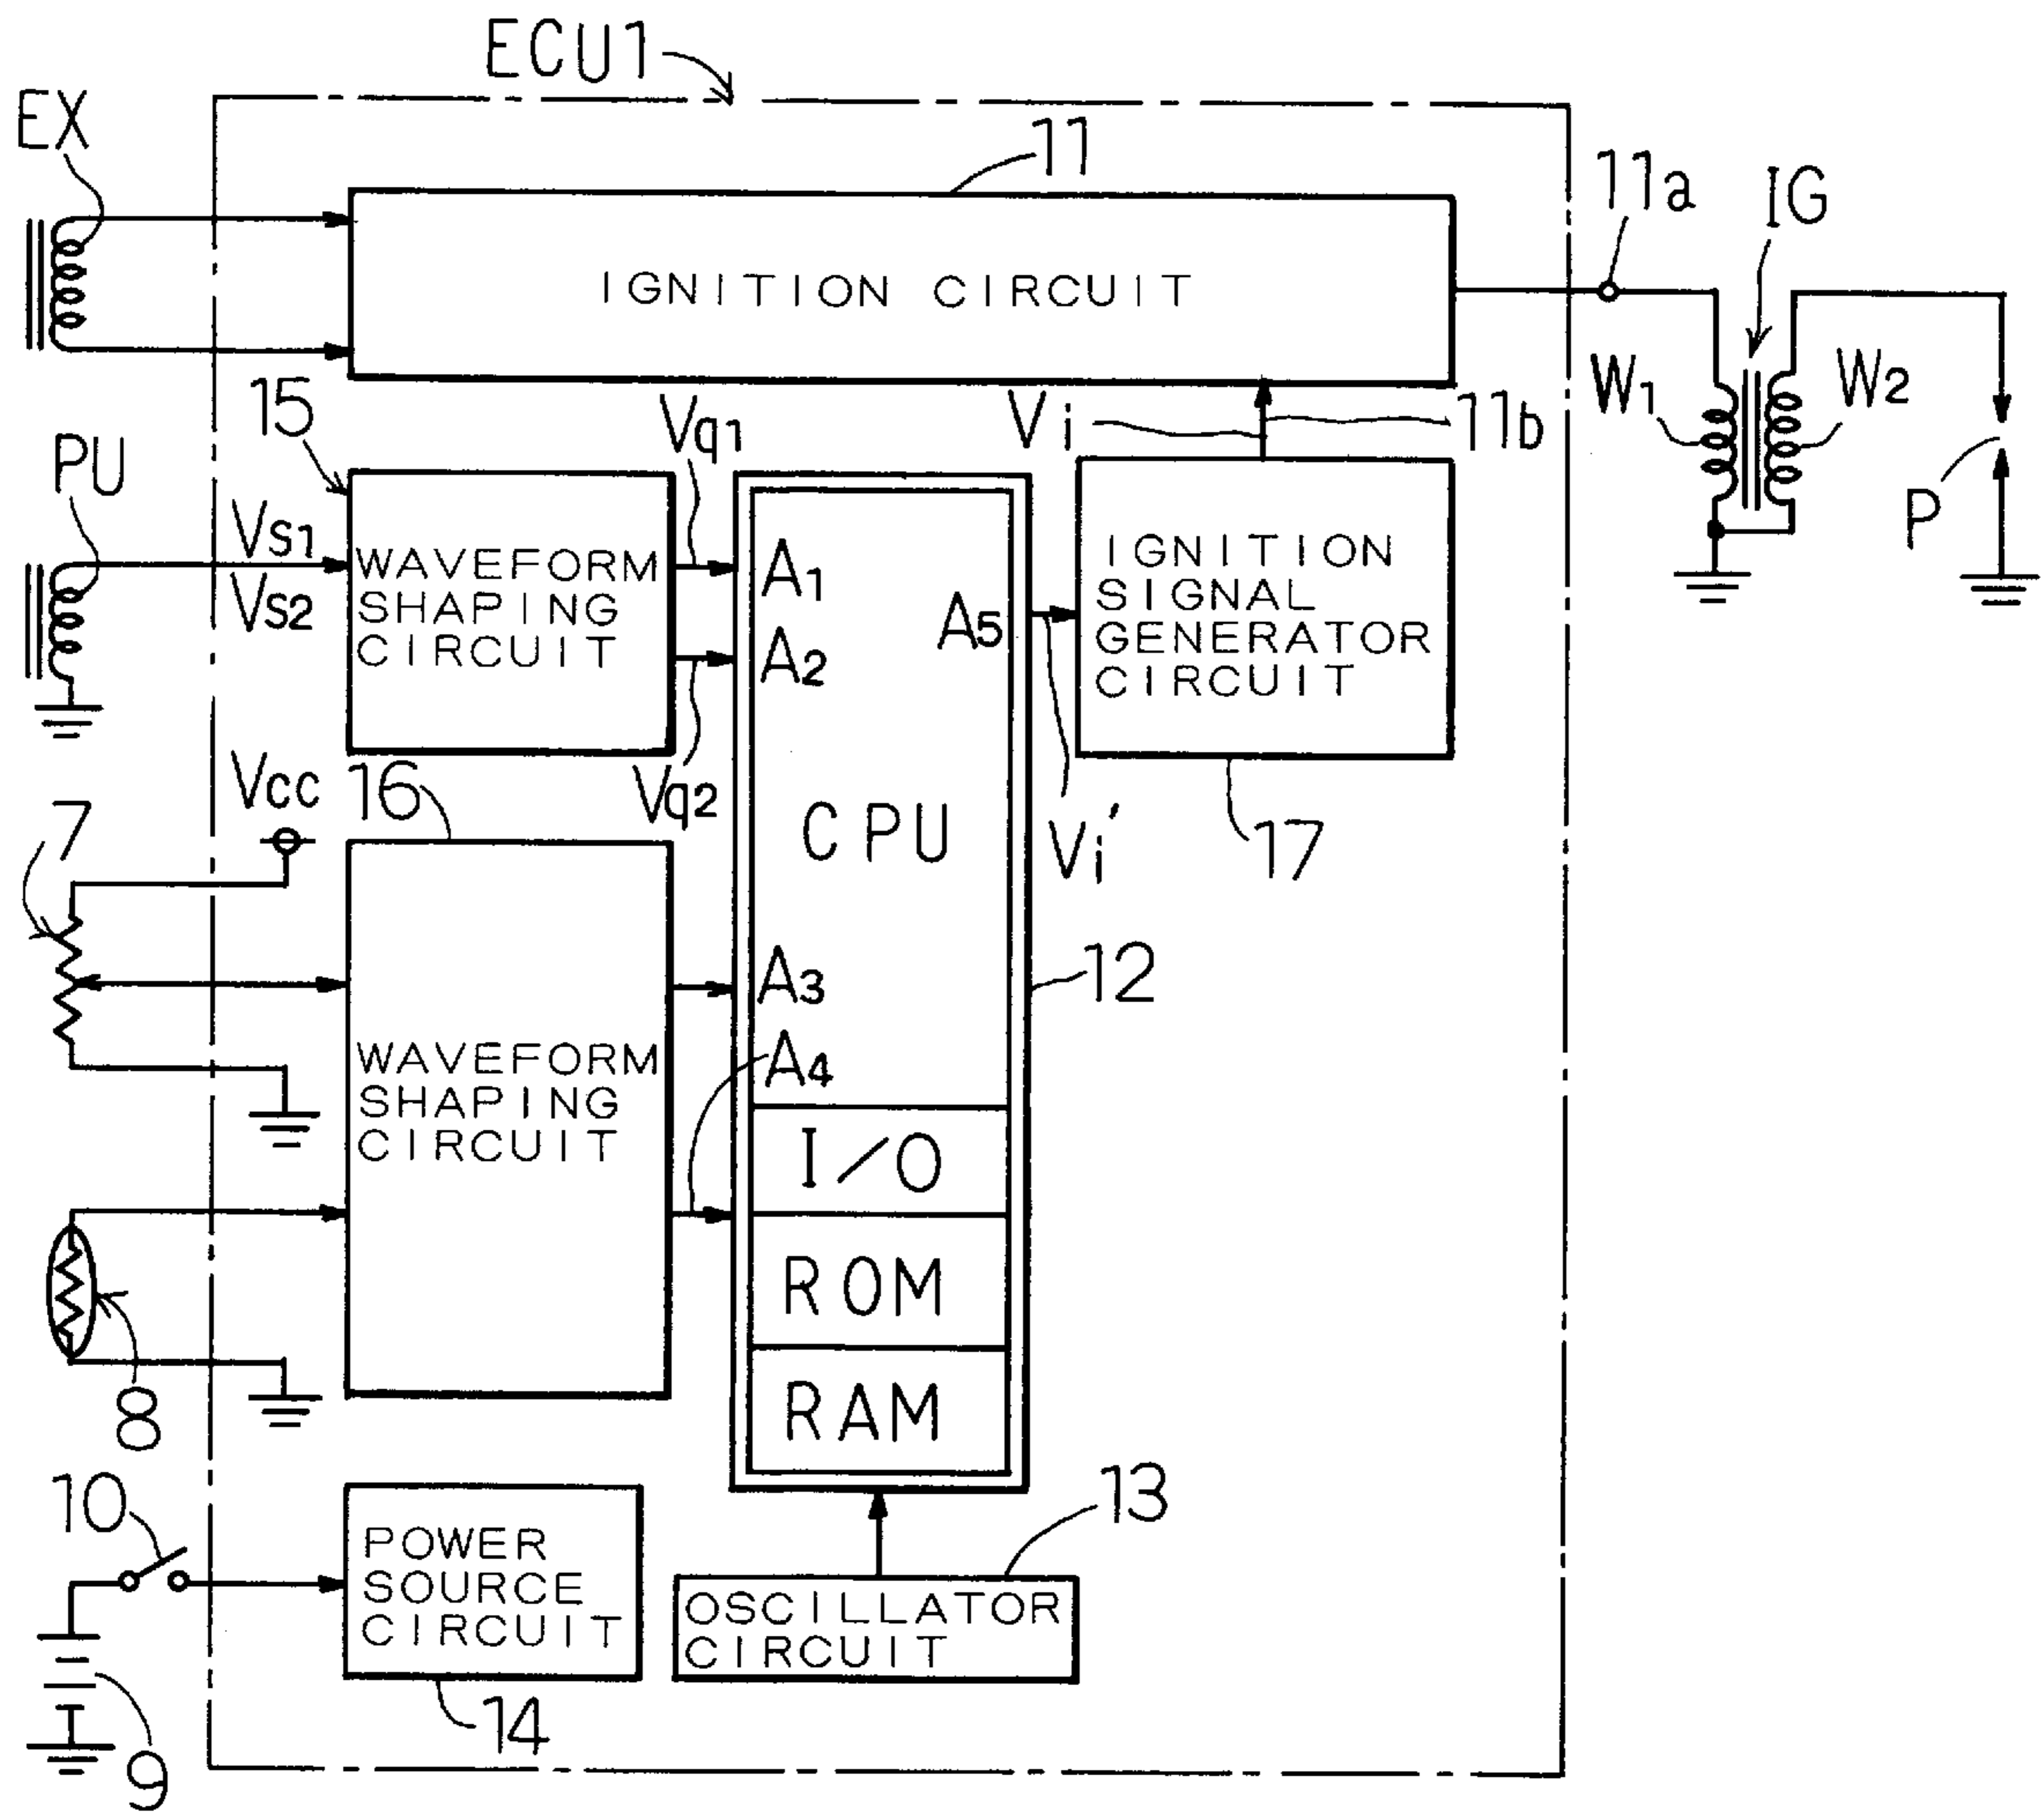 ECU1
EX
11
11a
IG
IGNITION CIRCUIT
15
Vq1
Vi
11b
W1
W2
PU
VS1
VS2
WAVEFORM
SHAPING
CIRCUIT
A1
A2
A5
IGNITION
SIGNAL
GENERATOR
CIRCUIT
P
Vcc
16
Vq2
CPU
Vi'
17
7
A3
12
A4
WAVEFORM
SHAPING
CIRCUIT
I/O
ROM
RAM
8
10
13
POWER
SOURCE
CIRCUIT
OSCILLATOR
CIRCUIT
14
9